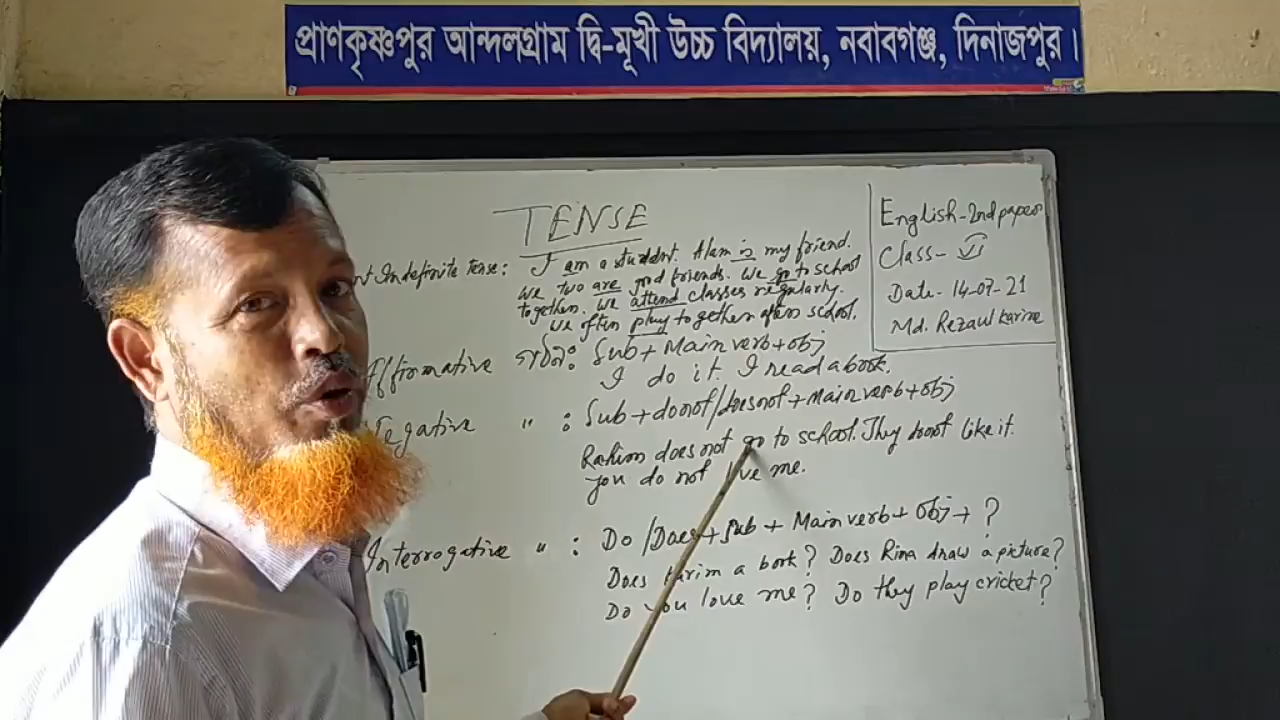 প্রাণকৃষ্ণপুর আন্দলগ্রাম দ্বি-মূখী উচ্চ বিদ্যালয়, নবাবগঞ্জ, দিনাজপুর।
TENSE
English-2nd paper
Class- VI
Date- 14-07-21
Md. Rezaul Karim
nt Indefinite tense: I am a student. Alam is my friend.
We two are good friends. We go to school
together. We attend classes regularly.
We often play together after school.
ffirmative গঠন: Sub + Main verb + obj
I do it. I read a book.
egative " : Sub + do not/does not + Main verb + obj
Rahim does not go to school. They do not like it.
you do not me.
Interrogative " : Do/Does + Sub + Main verb + obj + ?
Does a book? Does Rina draw a picture?
Do you love me? Do they play cricket?